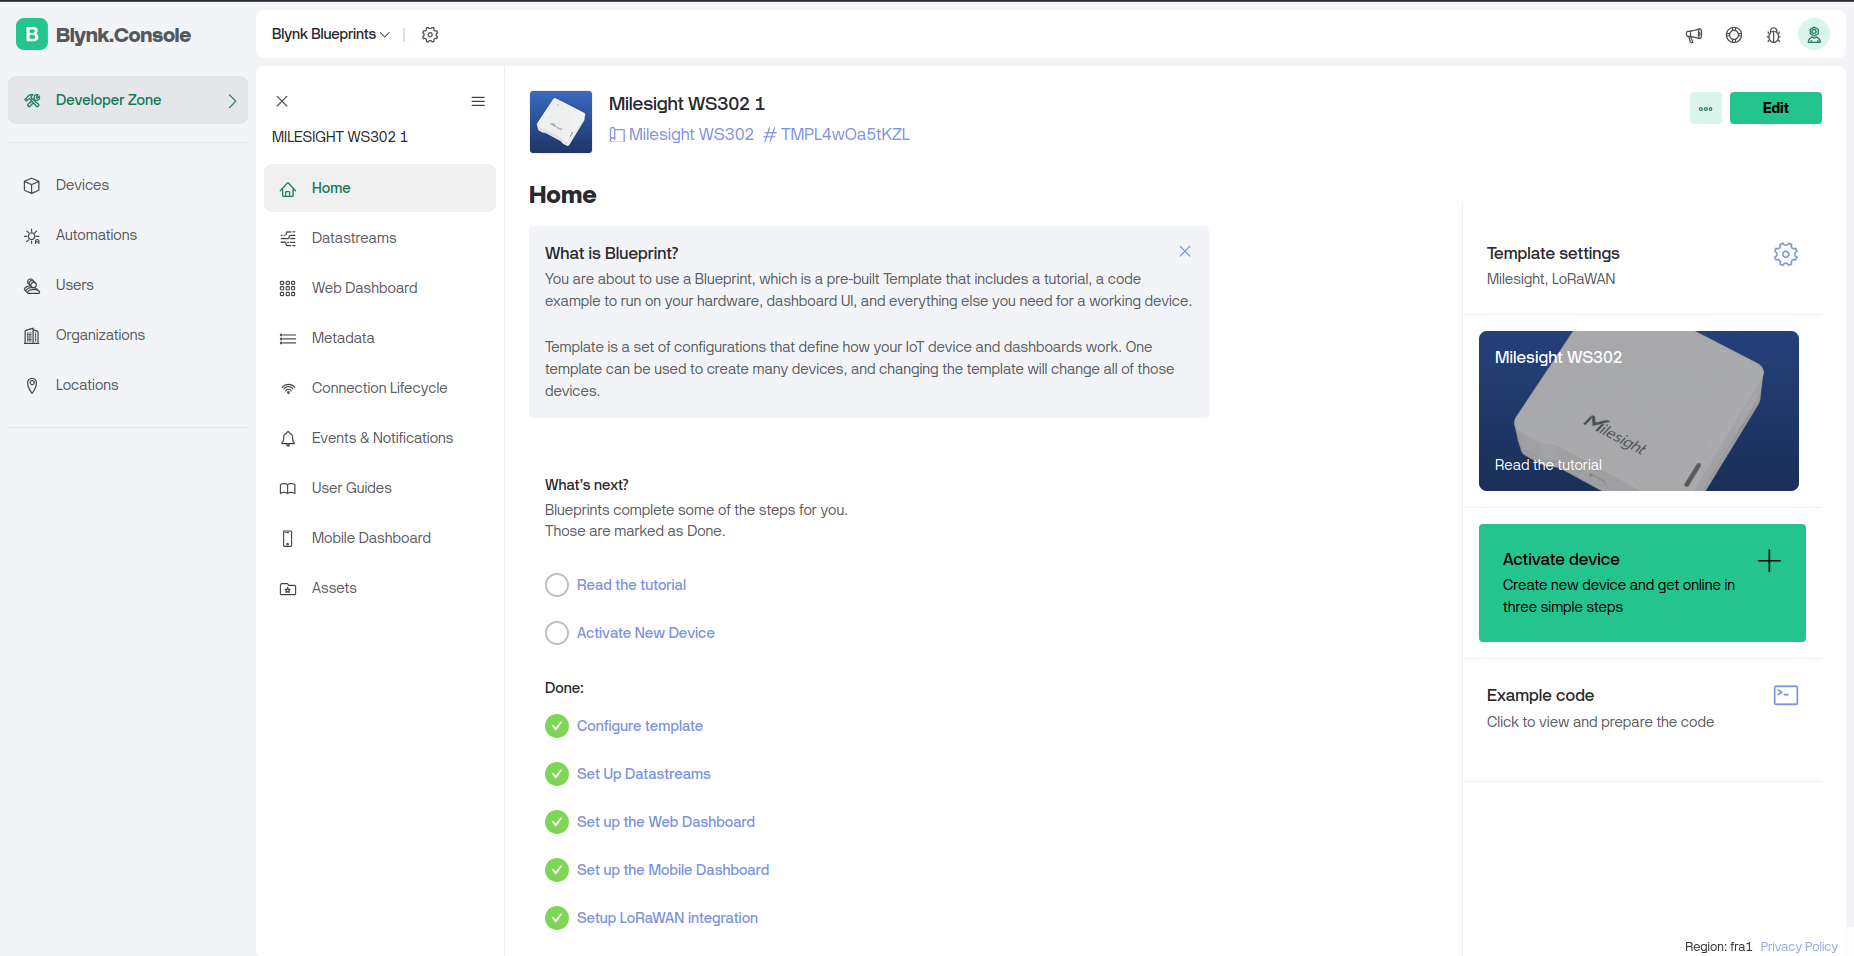 B Blynk.Console
Blynk Blueprints
Developer Zone
Devices
Automations
Users
Organizations
Locations
MILESIGHT WS302 1
Home
Datastreams
Web Dashboard
Metadata
Connection Lifecycle
Events & Notifications
User Guides
Mobile Dashboard
Assets
Milesight WS302 1
Milesight WS302 # TMPL4wOa5tKZL
Edit
Home
What is Blueprint?
You are about to use a Blueprint, which is a pre-built Template that includes a tutorial, a code
example to run on your hardware, dashboard UI, and everything else you need for a working device.
Template is a set of configurations that define how your IoT device and dashboards work. One
template can be used to create many devices, and changing the template will change all of those
devices.
What's next?
Blueprints complete some of the steps for you.
Those are marked as Done.
Read the tutorial
Activate New Device
Done:
Configure template
Set Up Datastreams
Set up the Web Dashboard
Set up the Mobile Dashboard
Setup LoRaWAN integration
Template settings
Milesight, LoRaWAN
Milesight WS302
Milesight
Read the tutorial
Activate device
Create new device and get online in
three simple steps
Example code
Click to view and prepare the code
Region: fra1 Privacy Policy